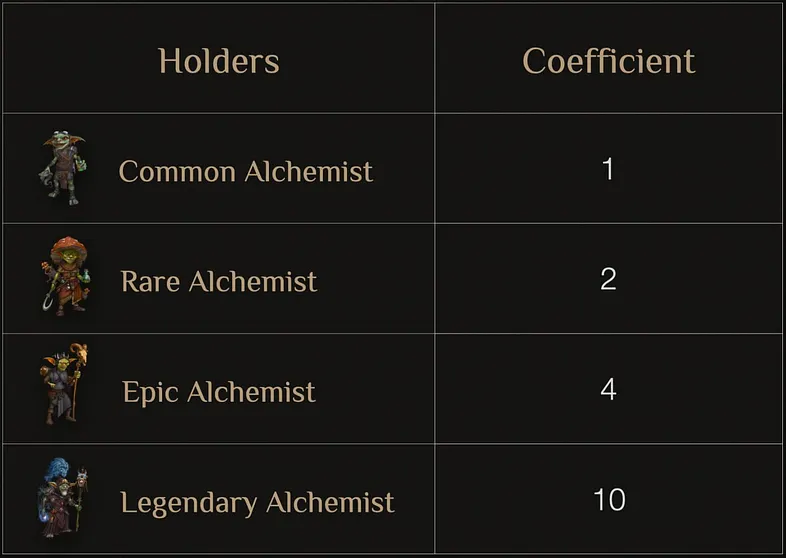 Holders
Coefficient
Common Alchemist
1
Rare Alchemist
2
Epic Alchemist
4
Legendary Alchemist
10